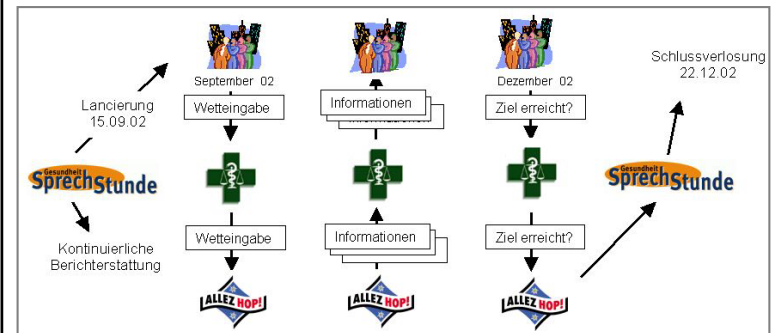 Schlussverlosung
22.12.02
September 02
Dezember 02
Lancierung
15.09.02
Wetteingabe
Informationen
Ziel erreicht?
Gesundheit
SprechStunde
Gesundheit
SprechStunde
Kontinuierliche
Berichterstattung
Wetteingabe
Informationen
Ziel erreicht?
ALLEZ HOP!
ALLEZ HOP!
ALLEZ HOP!